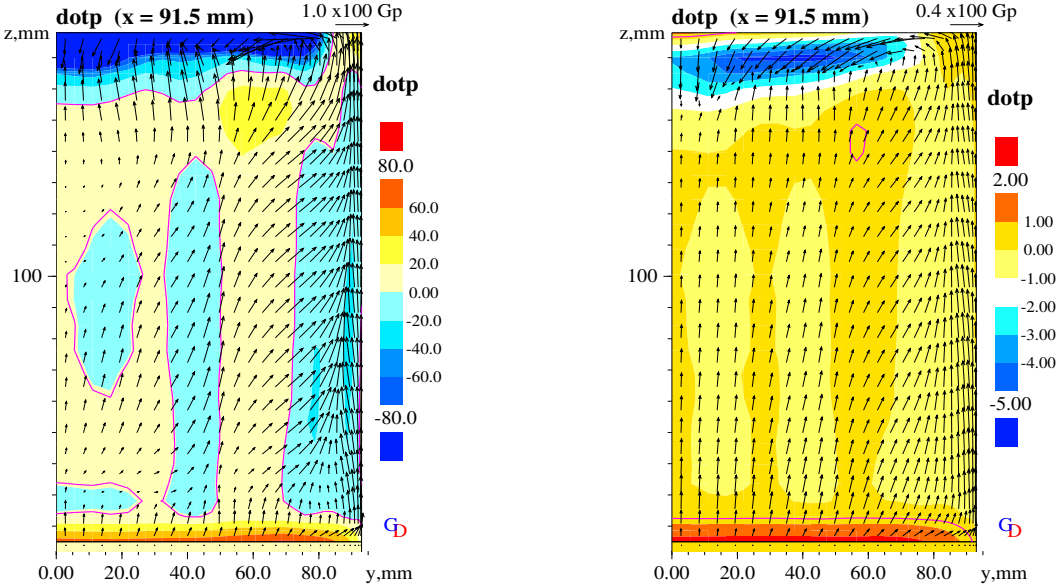 dotp (x = 91.5 mm)
1.0 x100 Gp
z,mm
100
0.00
20.0
40.0
60.0
80.0
y,mm
dotp
80.0
60.0
40.0
20.0
0.00
-20.0
-40.0
-60.0
-80.0
GD
dotp (x = 91.5 mm)
0.4 x100 Gp
z,mm
100
0.00
20.0
40.0
60.0
80.0
y,mm
dotp
2.00
1.00
0.00
-1.00
-2.00
-3.00
-4.00
-5.00
GD